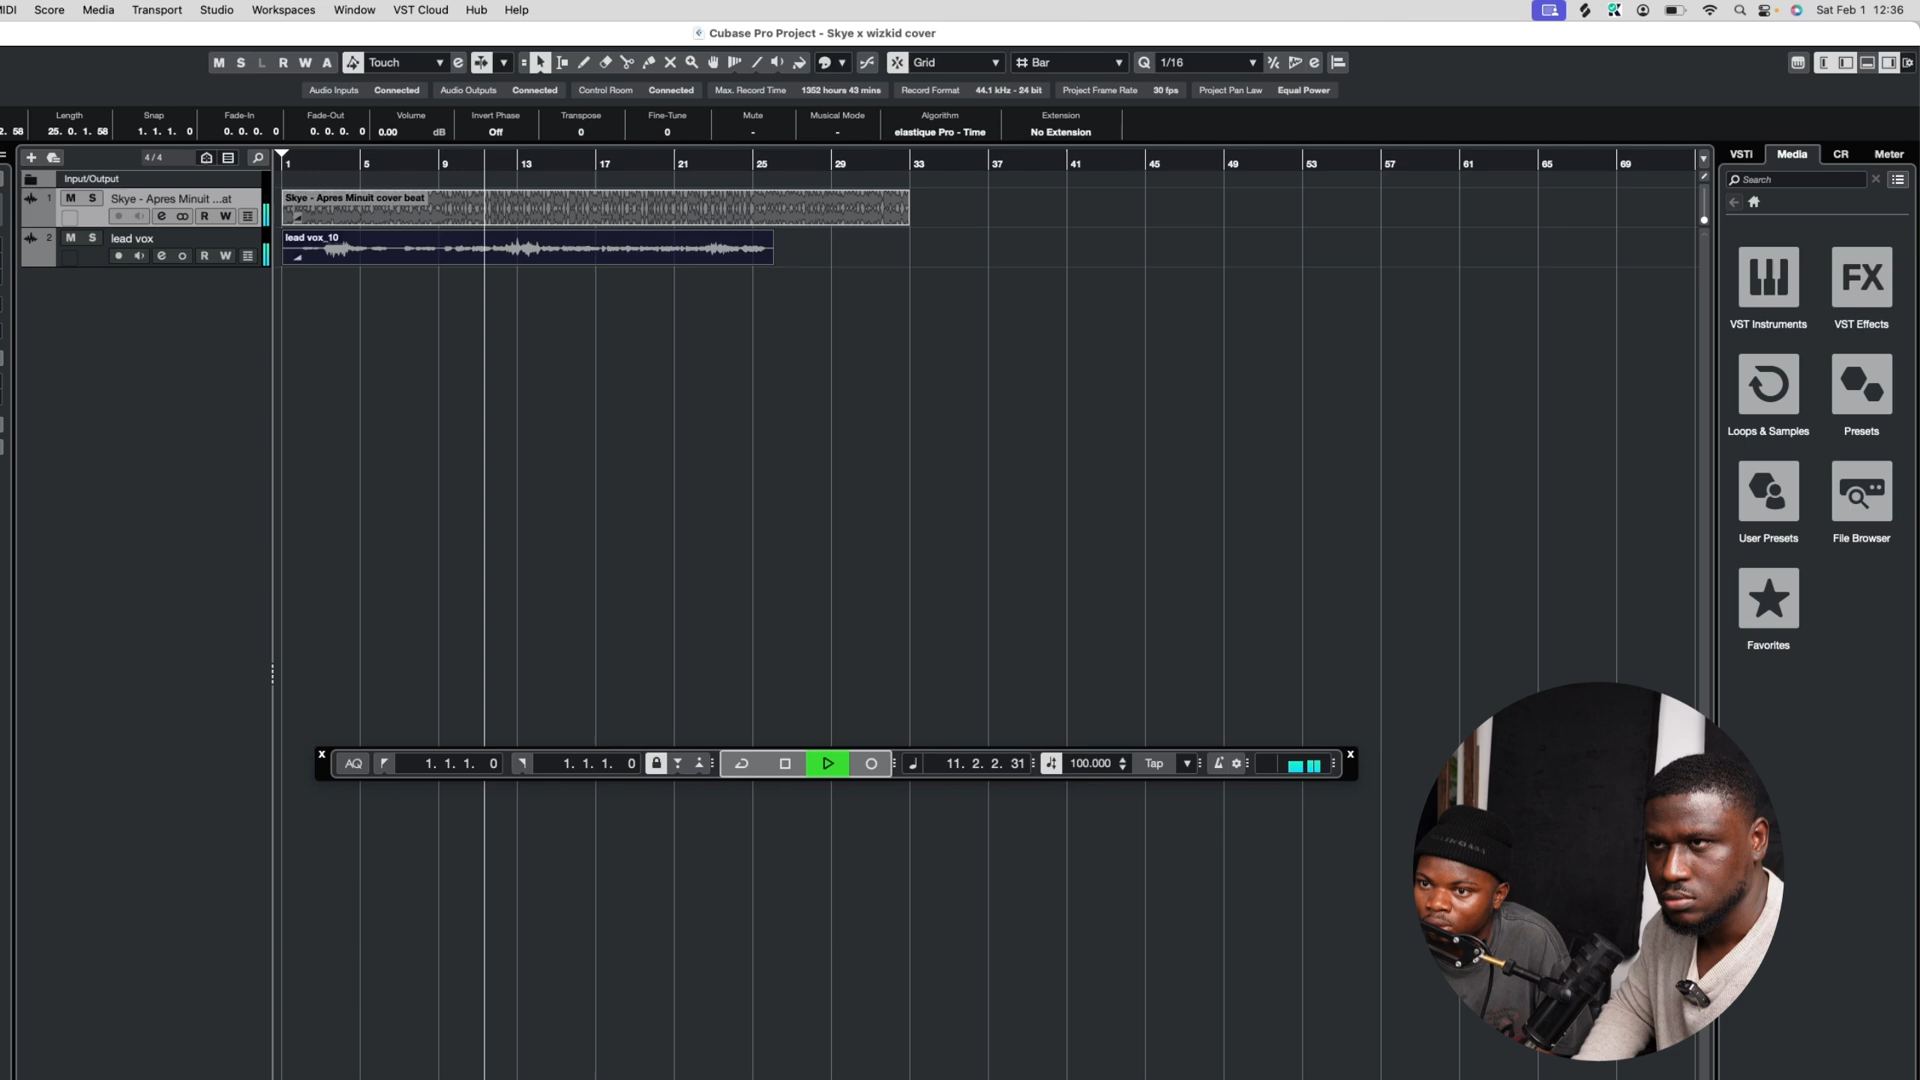 MIDI Score Media Transport Studio Workspaces Window VST Cloud Hub Help Sat Feb 1 12:36
Cubase Pro Project - Skye x wizkid cover
M S L R W A Touch e Grid # Bar Q 1/16 e
Audio Inputs Connected Audio Outputs Connected Control Room Connected Max. Record Time 1352 hours 43 mins Record Format 44.1 kHz - 24 bit Project Frame Rate 30 fps Project Pan Law Equal Power
Length Snap Fade-In Fade-Out Volume Invert Phase Transpose Fine-Tune Mute Musical Mode Algorithm Extension
2. 58 25. 0. 1. 58 1. 1. 1. 0 0. 0. 0. 0 0. 0. 0. 0 0.00 dB Off 0 0 - - elastique Pro - Time No Extension
4/4 1 5 9 13 17 21 25 29 33 37 41 45 49 53 57 61 65 69
VSTi Media CR Meter
Input/Output
Search
1 M S Skye - Apres Minuit ...at
e R W
Skye - Apres Minuit cover beat
2 M S lead vox
e R W
lead vox_10
FX
VST Instruments VST Effects
Loops & Samples Presets
User Presets File Browser
Favorites
x AQ 1. 1. 1. 0 1. 1. 1. 0 11. 2. 2. 31 100.000 Tap x